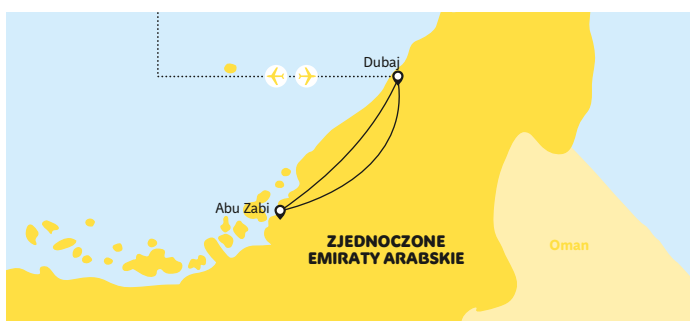 Dubaj
Abu Zabi
ZJEDNOCZONE
EMIRATY ARABSKIE
Oman